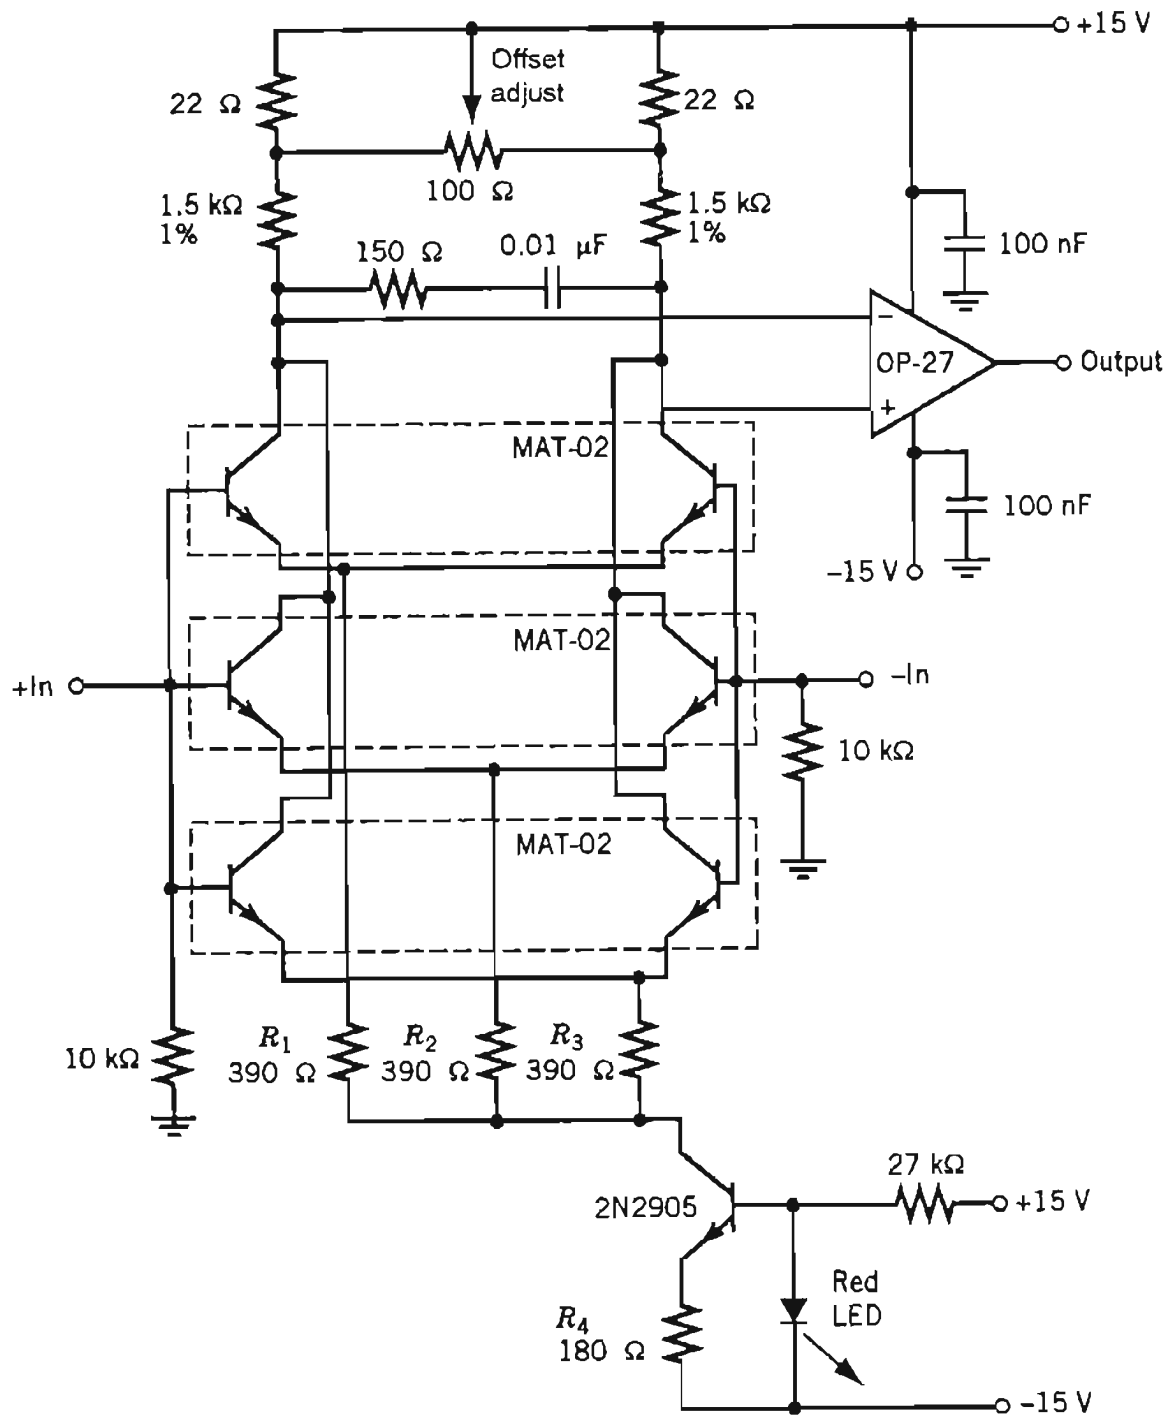 +15 V
Offset
adjust
22 Ω
22 Ω
100 Ω
1.5 kΩ
1%
1.5 kΩ
1%
150 Ω
0.01 µF
100 nF
−
OP-27
Output
+
MAT-02
100 nF
−15 V
MAT-02
+In
−In
10 kΩ
MAT-02
10 kΩ
R1
390 Ω
R2
390 Ω
R3
390 Ω
27 kΩ
2N2905
+15 V
Red
LED
R4
180 Ω
−15 V